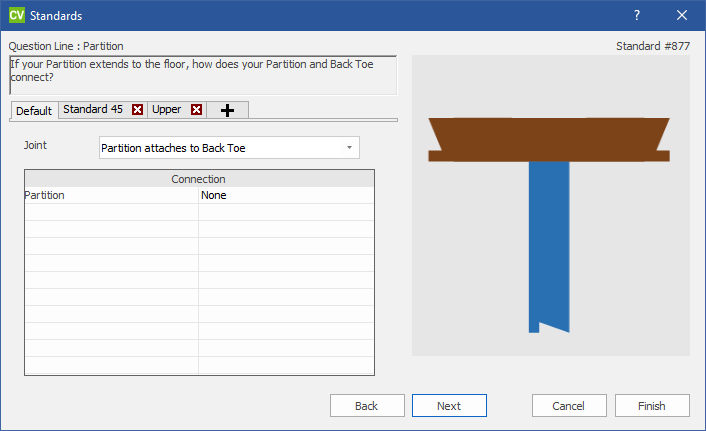 CV Standards
Question Line : Partition
Standard #877
If your Partition extends to the floor, how does your Partition and Back Toe
connect?
Default Standard 45 Upper
Joint Partition attaches to Back Toe
Connection
Partition None
Back Next Cancel Finish